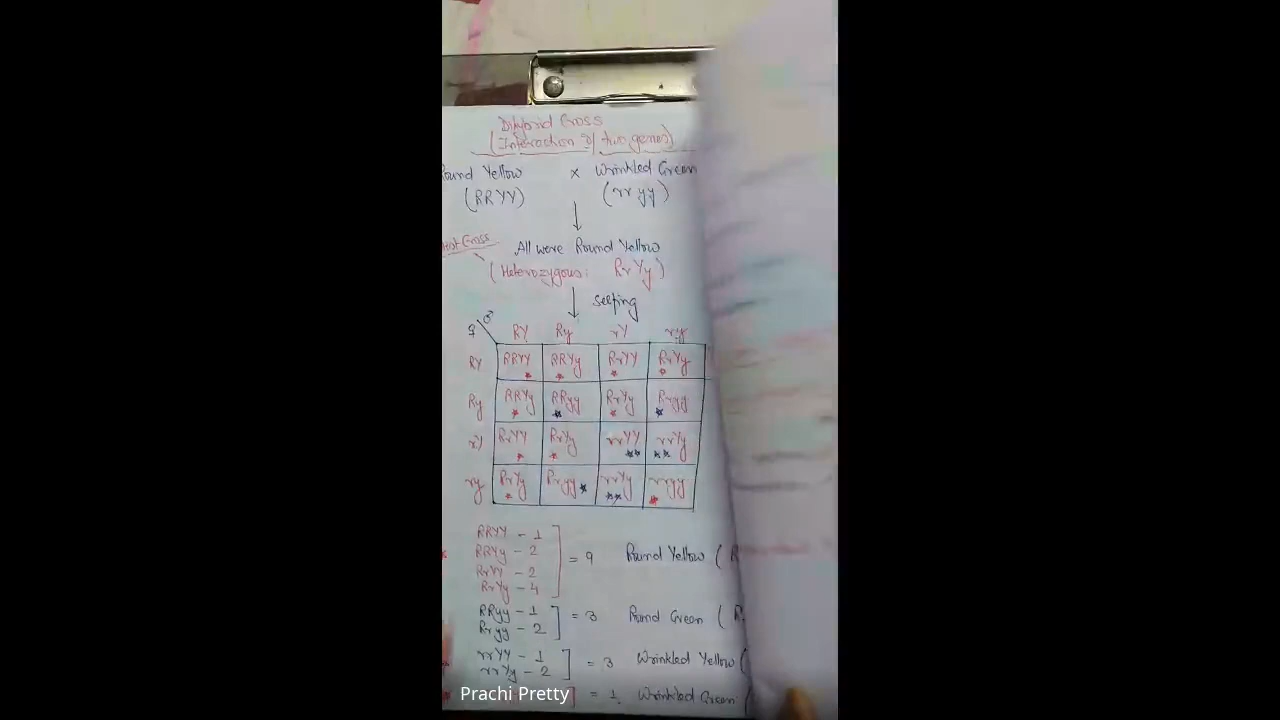 Dihybrid Cross
(Interaction of two genes)
Round Yellow × Wrinkled Green
(RRYY) (rryy)
Cross
All were Round Yellow
(Heterozygous: RrYy)
selfing
♀ ♂
RY Ry rY ry
RY RRYY RRYy RrYY RrYy
Ry RRYy RRyy RrYy Rryy
rY RrYY RrYy rrYY rrYy
ry RrYy Rryy rrYy rryy
RRYY - 1
RRYy - 2
RrYY - 2
RrYy - 4
= 9 Round Yellow (R
RRyy - 1
Rryy - 2
= 3 Round Green (R
rrYY - 1
rrYy - 2
= 3 Wrinkled Yellow (
= 1 Wrinkled Green (
Prachi Pretty